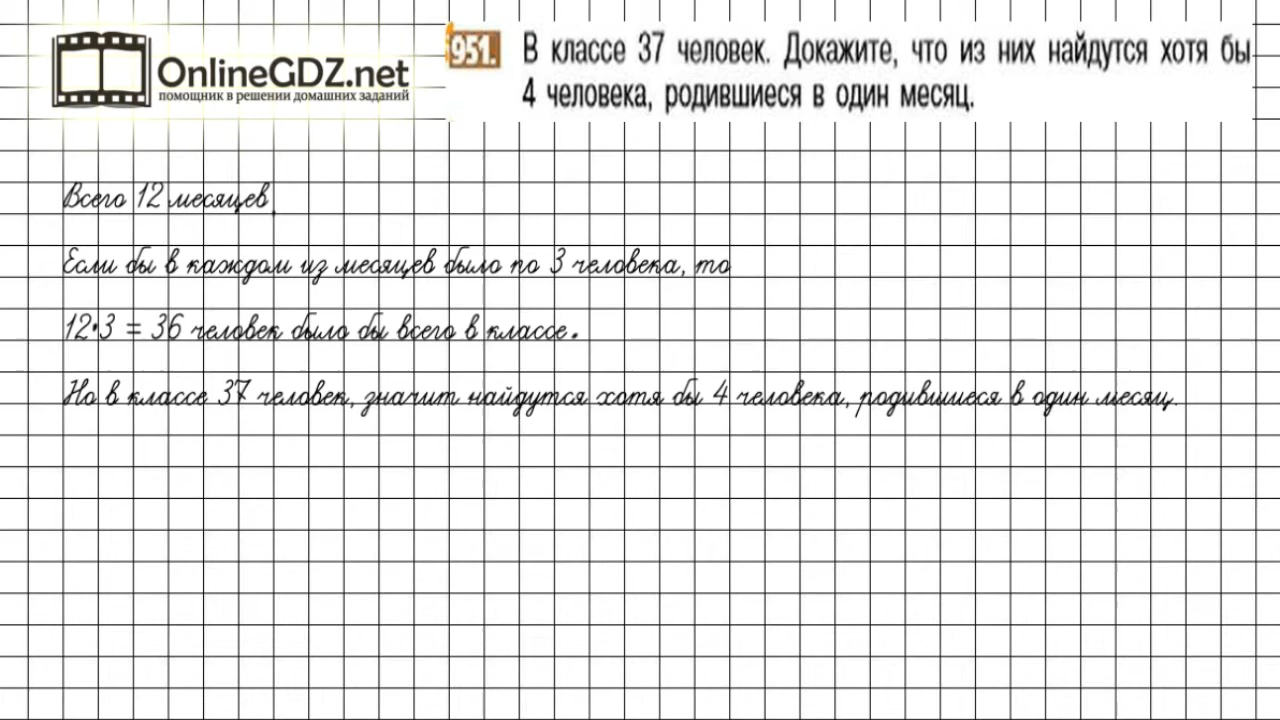 OnlineGDZ.net
помощник в решении домашних заданий
951. В классе 37 человек. Докажите, что из них найдутся хотя бы
4 человека, родившиеся в один месяц.
Всего 12 месяцев.
Если бы в каждом из месяцев было по 3 человека, то
12·3 = 36 человек было бы всего в классе.
Но в классе 37 человек, значит найдутся хотя бы 4 человека, родившиеся в один месяц.